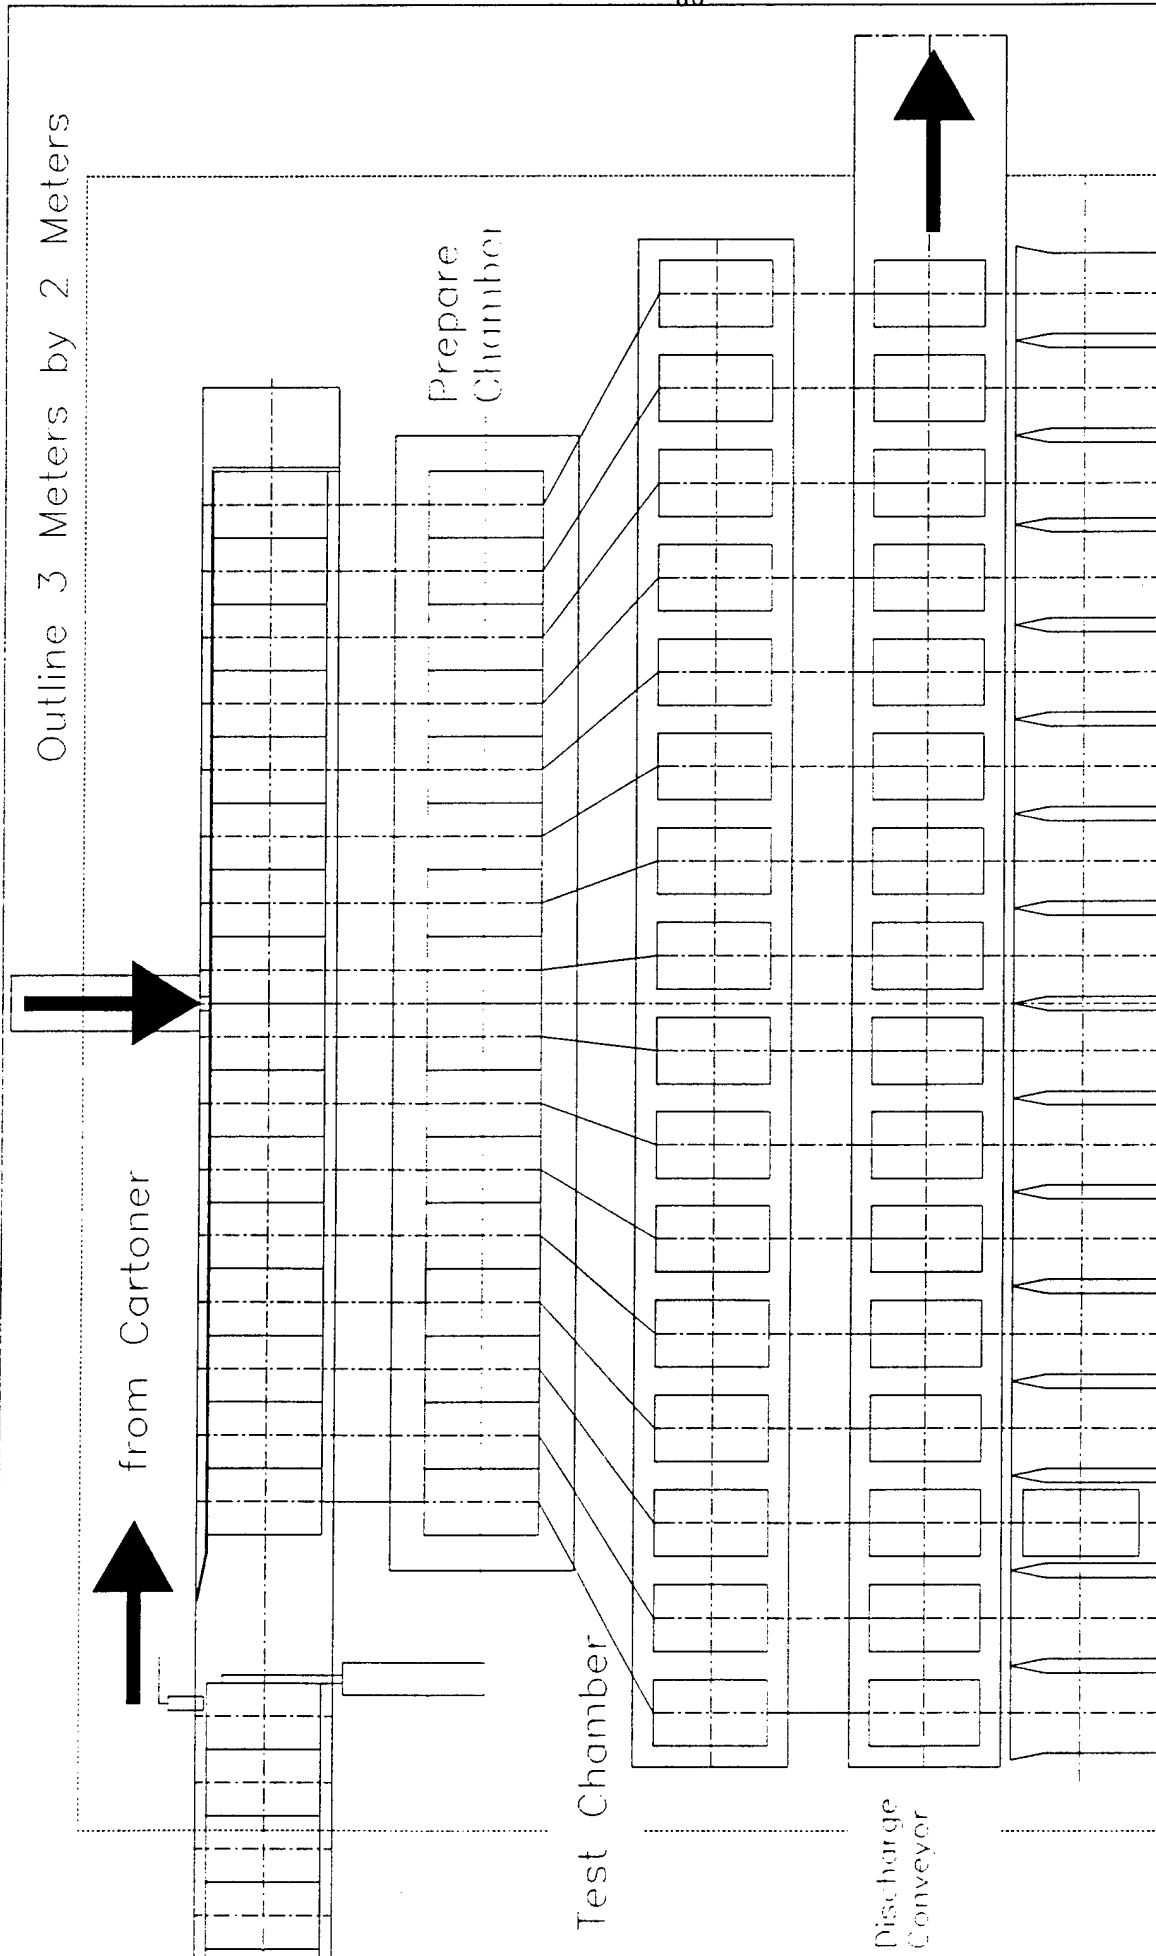 Outline 3 Meters by 2 Meters
from Cartoner
Prepare
Chamber
Test Chamber
Discharge
Conveyor